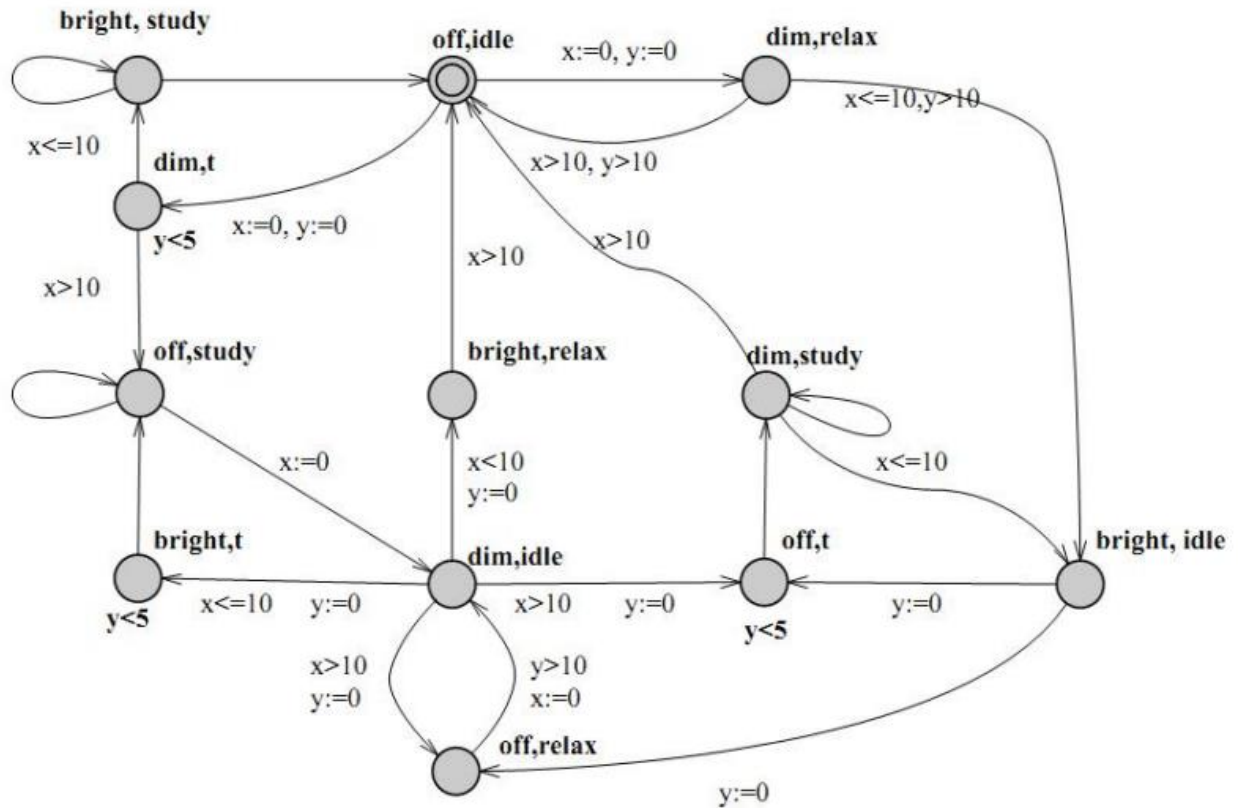 bright, study
off,idle
dim,relax
x:=0, y:=0
x<=10,y>10
x<=10
dim,t
x>10, y>10
y<5
x:=0, y:=0
x>10
x>10
x>10
off,study
bright,relax
dim,study
x:=0
x<10
y:=0
x<=10
bright,t
dim,idle
off,t
bright, idle
y<5
x<=10
y:=0
x>10
y:=0
y<5
y:=0
x>10
y:=0
y>10
x:=0
off,relax
y:=0